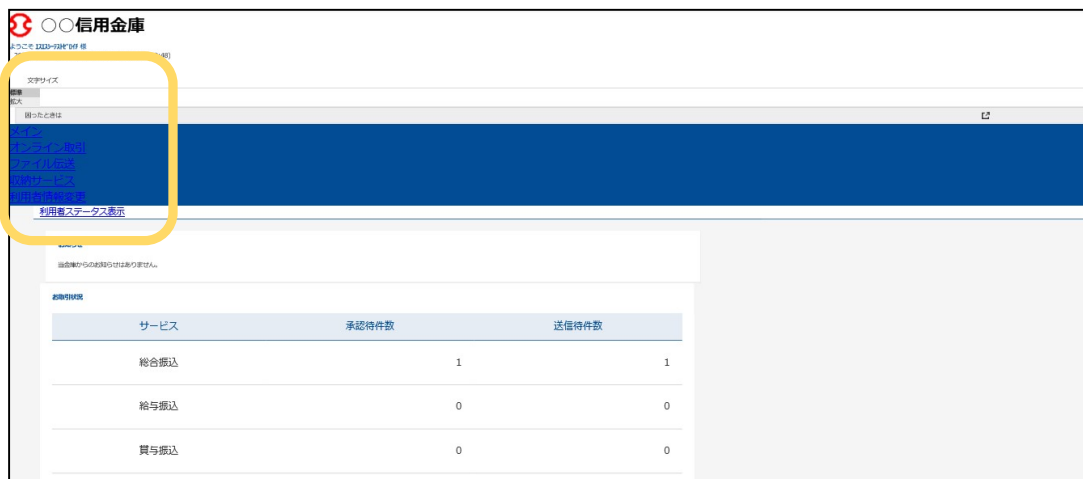 ○○信用金庫
ようこそ 様
文字サイズ
標準
拡大
困ったときは
メイン
オンライン取引
ファイル伝送
収納サービス
利用者情報変更
利用者ステータス表示
当金庫からのお知らせはありません。
お取引状況
サービス 承認待件数 送信待件数
総合振込 1 1
給与振込 0 0
賞与振込 0 0